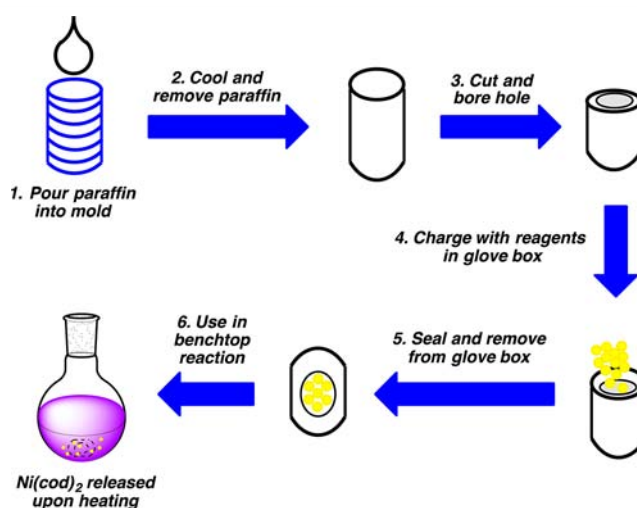 1. Pour paraffin
into mold
2. Cool and
remove paraffin
3. Cut and
bore hole
4. Charge with reagents
in glove box
5. Seal and remove
from glove box
6. Use in
benchtop
reaction
Ni(cod)₂ released
upon heating